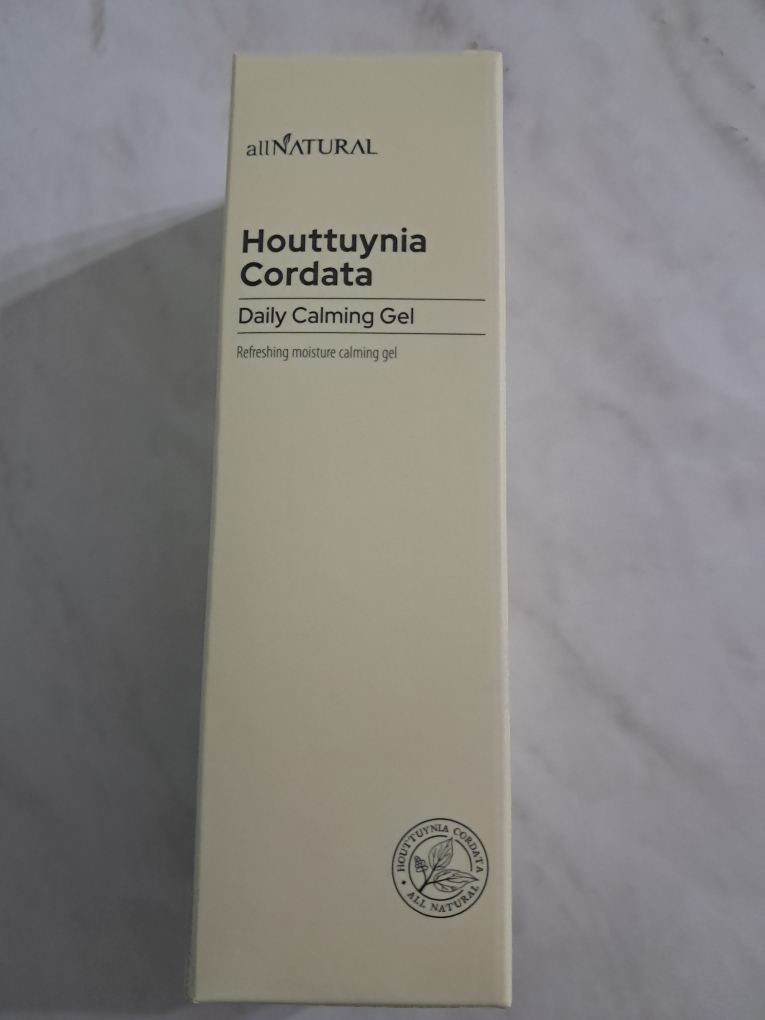 allNATURAL
Houttuynia
Cordata
Daily Calming Gel
Refreshing moisture calming gel
HOUTTUYNIA CORDATA
ALL NATURAL